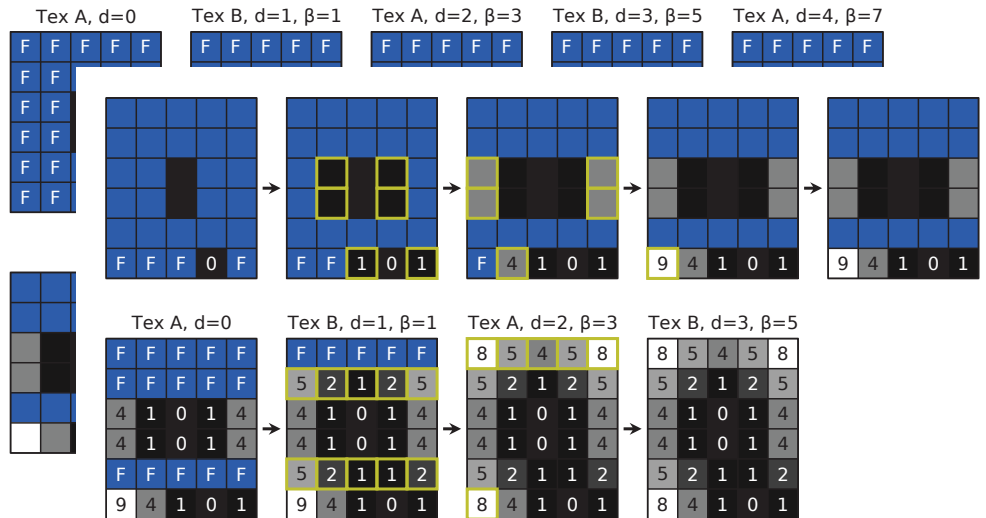 Tex A, d=0 Tex B, d=1, β=1 Tex A, d=2, β=3 Tex B, d=3, β=5 Tex A, d=4, β=7
F F F F F F F F F F F F F F F F F F F F F F F F F
F F
F F
F F
F F
F F
F F F 0 F F F 1 0 1 F 4 1 0 1 9 4 1 0 1 9 4 1 0 1
Tex A, d=0 Tex B, d=1, β=1 Tex A, d=2, β=3 Tex B, d=3, β=5
F F F F F F F F F F 8 5 4 5 8 8 5 4 5 8
F F F F F 5 2 1 2 5 5 2 1 2 5 5 2 1 2 5
4 1 0 1 4 4 1 0 1 4 4 1 0 1 4 4 1 0 1 4
4 1 0 1 4 4 1 0 1 4 4 1 0 1 4 4 1 0 1 4
F F F F F 5 2 1 1 2 5 2 1 1 2 5 2 1 1 2
9 4 1 0 1 9 4 1 0 1 8 4 1 0 1 8 4 1 0 1